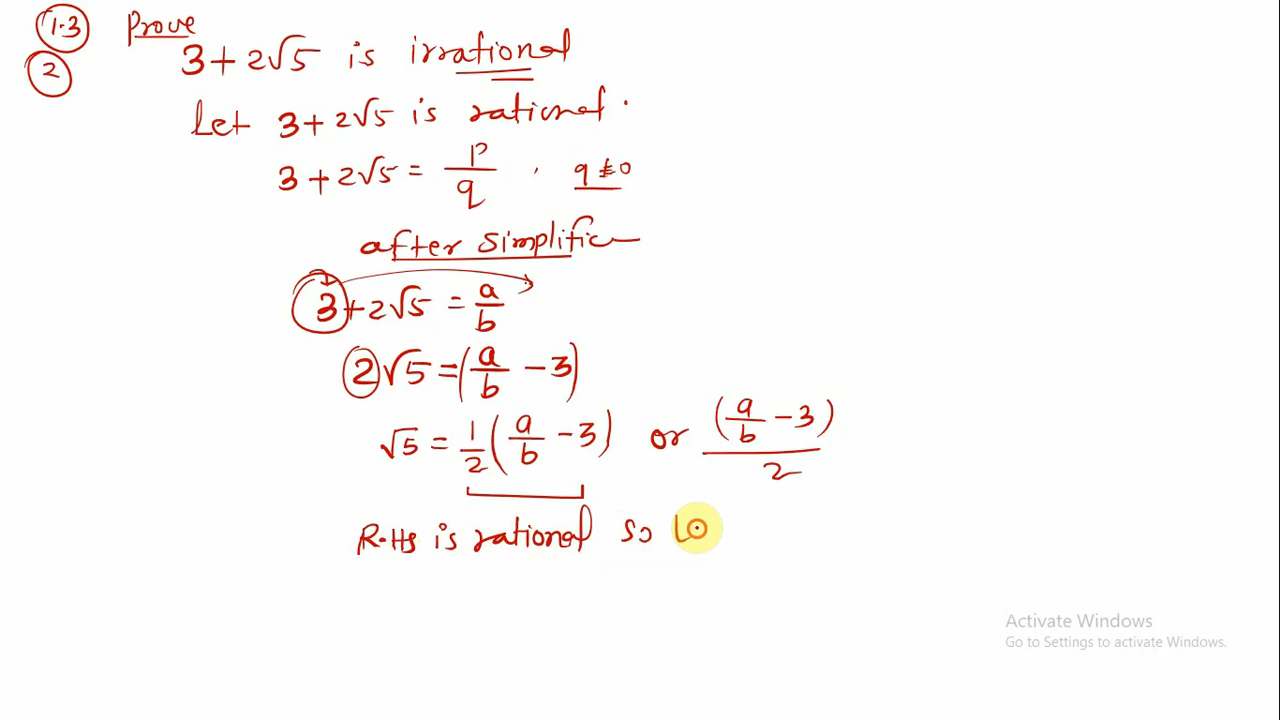 1.3 Prove
2 3 + 2√5 is irrational
Let 3 + 2√5 is rational.
3 + 2√5 = p/q , q ≠ 0
after simplific
3 + 2√5 = a/b
2√5 = (a/b - 3)
√5 = 1/2 (a/b - 3) or (a/b - 3)/2
R.Hs is rational so
Activate Windows
Go to Settings to activate Windows.